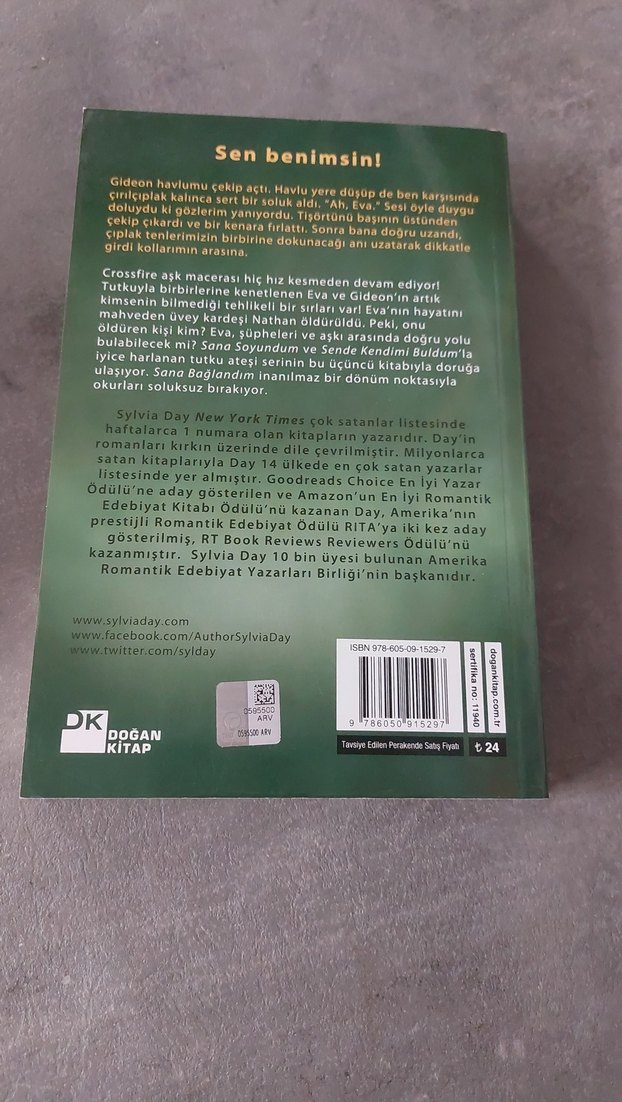 Sen benimsin!
Gideon havlumu çekip açtı. Havlu yere düşüp de ben karşısında
çırılçıplak kalınca sert bir soluk aldı. "Ah, Eva." Sesi öyle duygu
doluydu ki gözlerim yanıyordu. Tişörtünü başının üstünden
çekip çıkardı ve bir kenara fırlattı. Sonra bana doğru uzandı,
çıplak tenlerimizin birbirine dokunacağı anı uzatarak dikkatle
girdi kollarımın arasına.
Crossfire aşk macerası hiç hız kesmeden devam ediyor!
Tutkuyla birbirlerine kenetlenen Eva ve Gideon'ın artık
kimsenin bilmediği tehlikeli bir sırları var! Eva'nın hayatını
mahveden üvey kardeşi Nathan öldürüldü. Peki, onu
öldüren kişi kim? Eva, şüpheleri ve aşkı arasında doğru yolu
bulabilecek mi? Sana Soyundum ve Sende Kendimi Buldum'la
iyice harlanan tutku ateşi serinin bu üçüncü kitabıyla doruğa
ulaşıyor. Sana Bağlandım inanılmaz bir dönüm noktasıyla
okurları soluksuz bırakıyor.
Sylvia Day New York Times çok satanlar listesinde
haftalarca 1 numara olan kitapların yazarıdır. Day'in
romanları kırkın üzerinde dile çevrilmiştir. Milyonlarca
satan kitaplarıyla Day 14 ülkede en çok satan yazarlar
listesinde yer almıştır. Goodreads Choice En İyi Yazar
Ödülü'ne aday gösterilen ve Amazon'un En İyi Romantik
Edebiyat Kitabı Ödülü'nü kazanan Day, Amerika'nın
prestijli Romantik Edebiyat Ödülü RITA'ya iki kez aday
gösterilmiş, RT Book Reviews Reviewers Ödülü'nü
kazanmıştır. Sylvia Day 10 bin üyesi bulunan Amerika
Romantik Edebiyat Yazarları Birliği'nin başkanıdır.
www.sylviaday.com
www.facebook.com/AuthorSylviaDay
www.twitter.com/sylday
DK
DOĞAN
KİTAP
0595500
ARV
0595500 ARV
ISBN 978-605-09-1529-7
9 786050 915297
Tavsiye Edilen Perakende Satış Fiyatı
₺ 24
dogankitap.com.tr
sertifika no: 11940